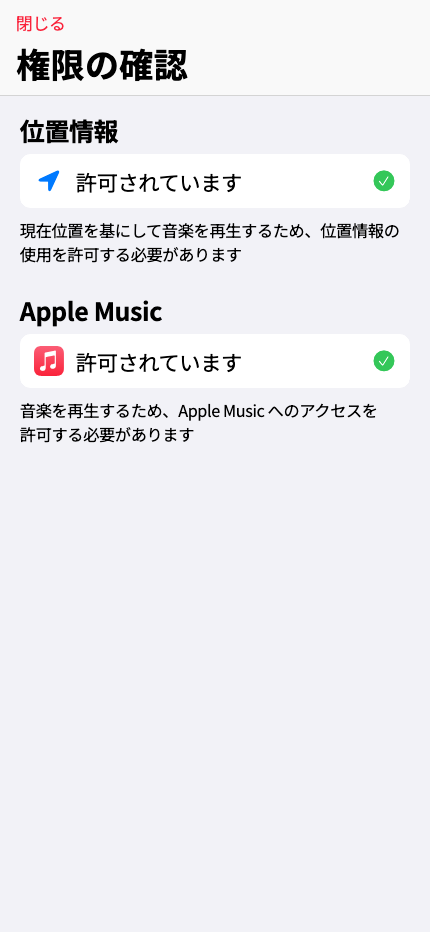 閉じる
権限の確認
位置情報
許可されています
現在位置を基にして音楽を再生するため、位置情報の
使用を許可する必要があります
Apple Music
許可されています
音楽を再生するため、Apple Music へのアクセスを
許可する必要があります